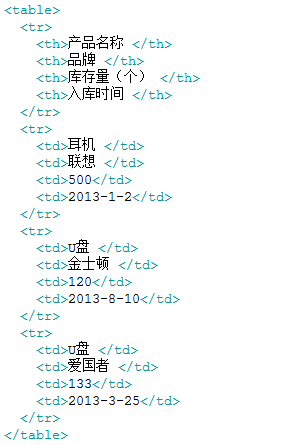 <table>
  <tr>
    <th>产品名称 </th>
    <th>品牌 </th>
    <th>库存量（个） </th>
    <th>入库时间 </th>
  </tr>
  <tr>
    <td>耳机 </td>
    <td>联想 </td>
    <td>500</td>
    <td>2013-1-2</td>
  </tr>
  <tr>
    <td>U盘 </td>
    <td>金士顿 </td>
    <td>120</td>
    <td>2013-8-10</td>
  </tr>
  <tr>
    <td>U盘 </td>
    <td>爱国者 </td>
    <td>133</td>
    <td>2013-3-25</td>
  </tr>
</table>